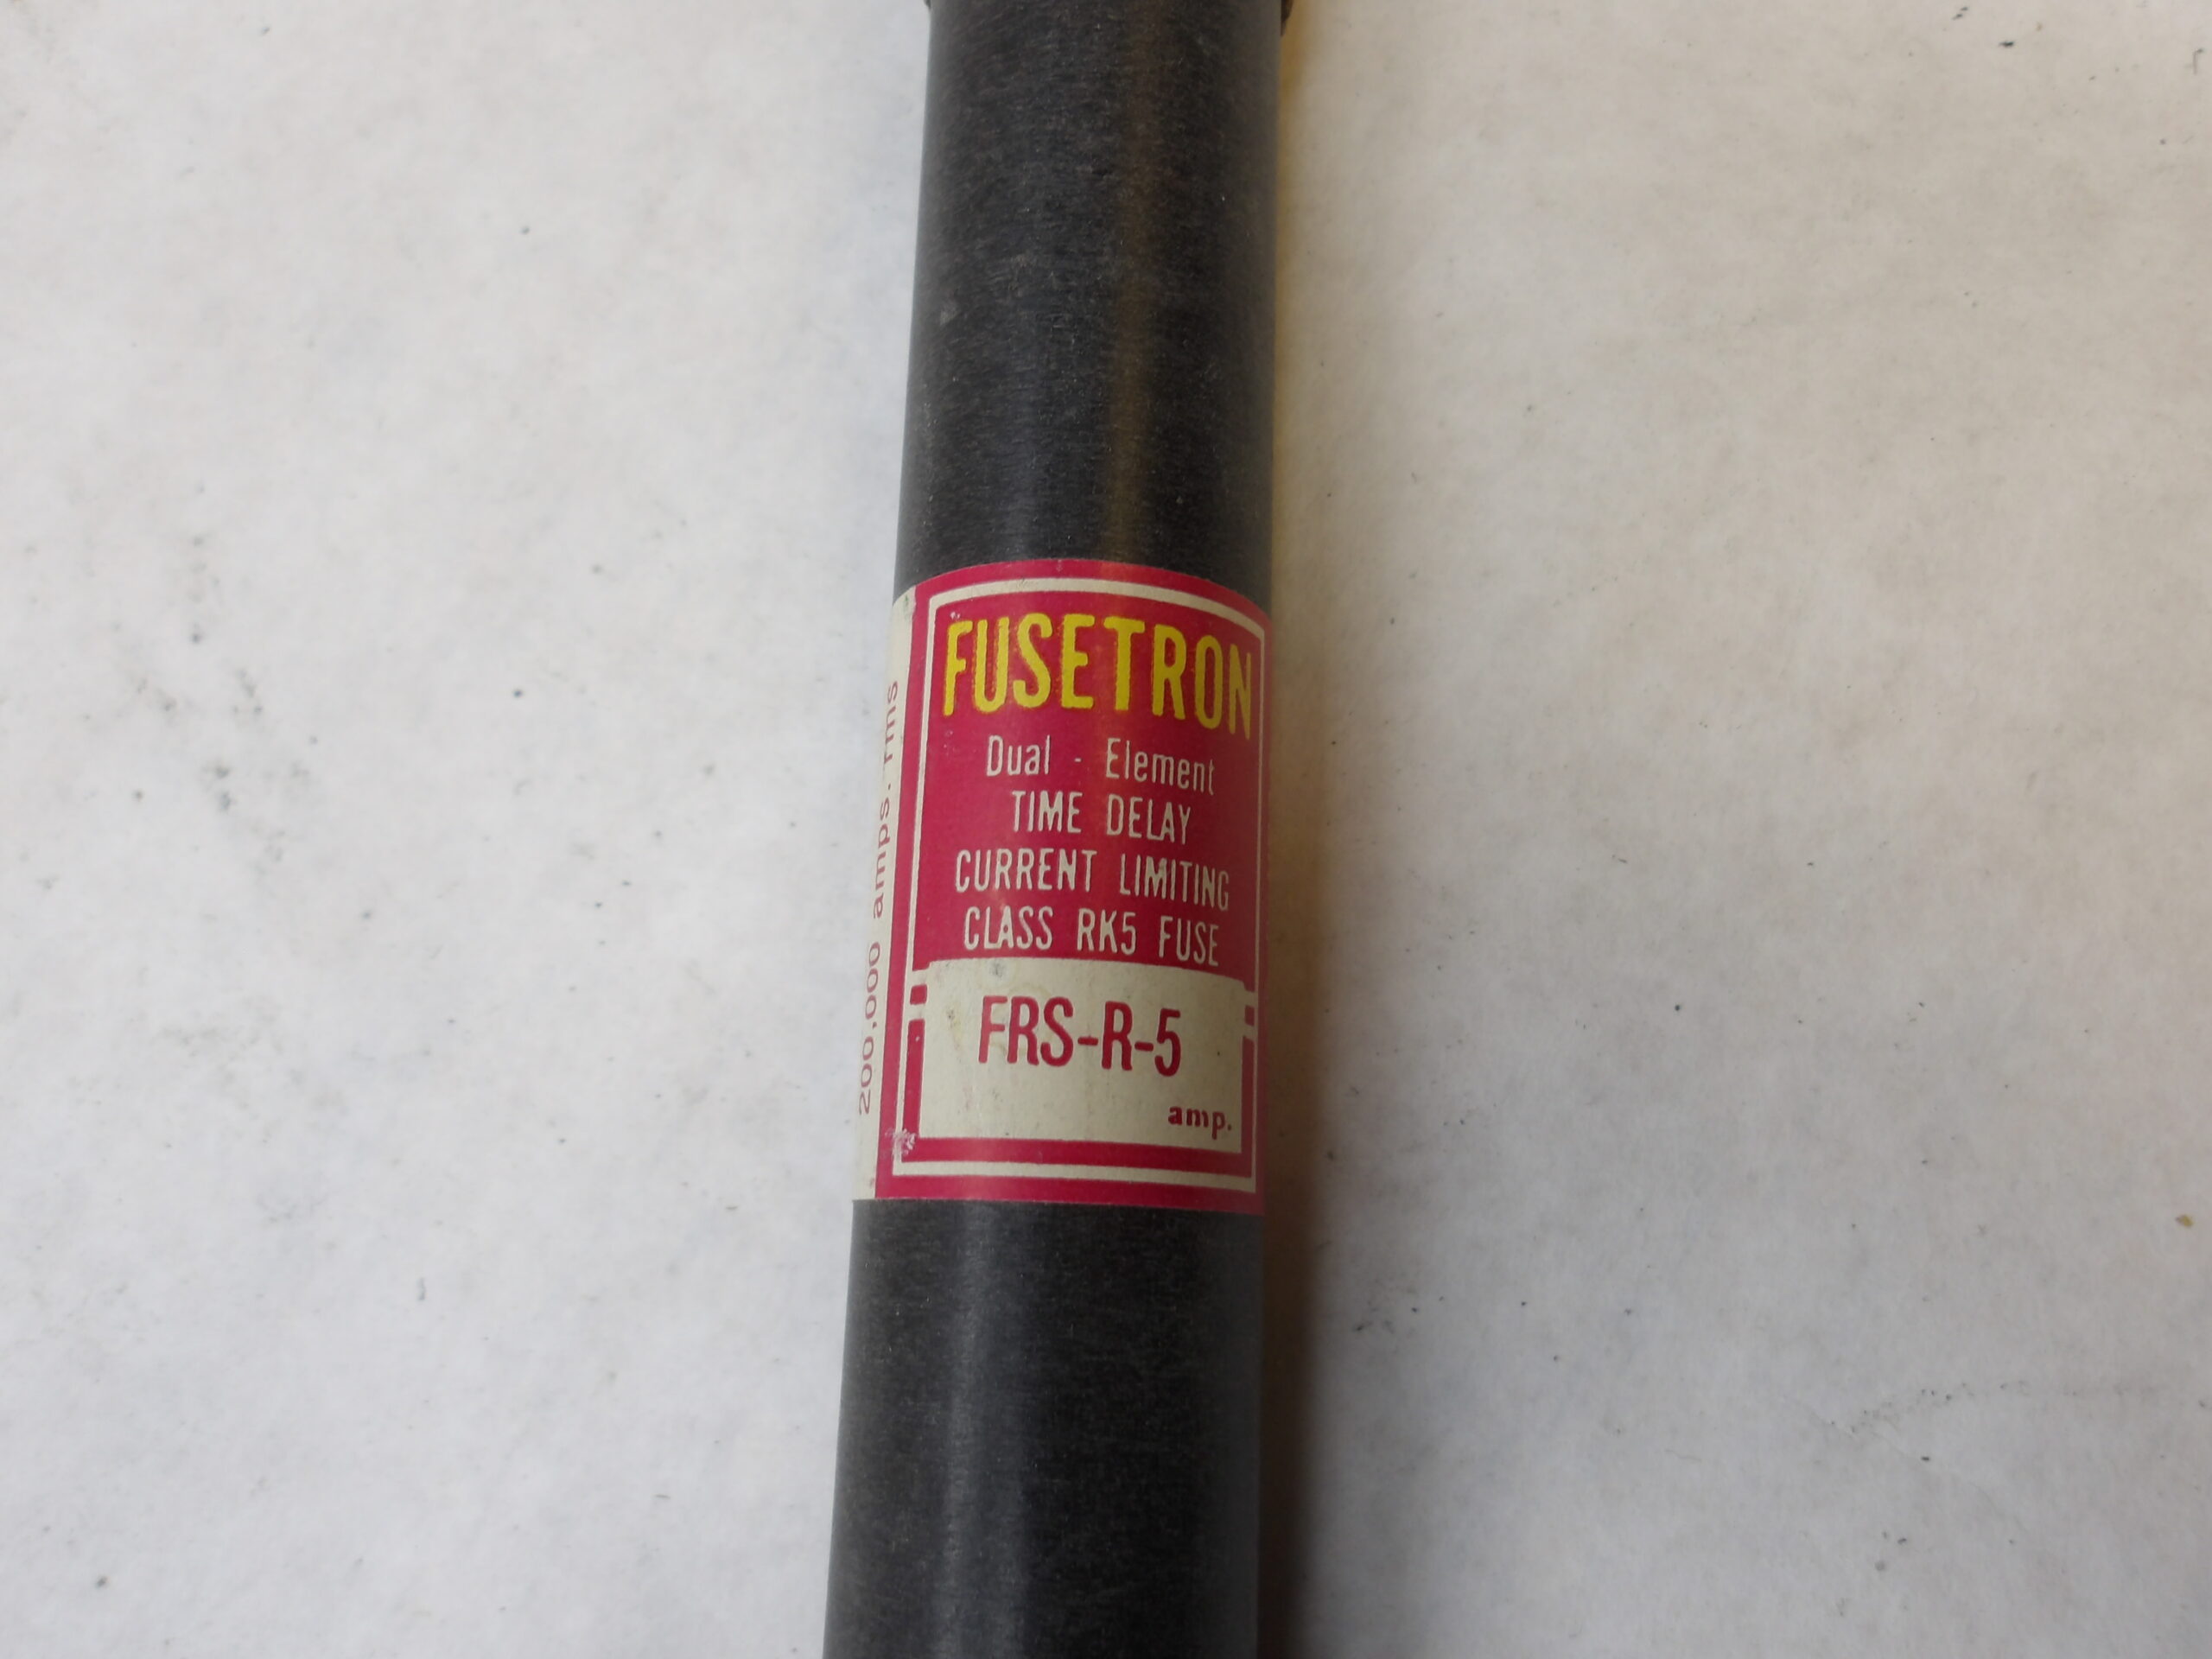 FUSETRON
Dual - Element
TIME DELAY
CURRENT LIMITING
CLASS RK5 FUSE
FRS-R-5
amp.
200,000 amps. rms